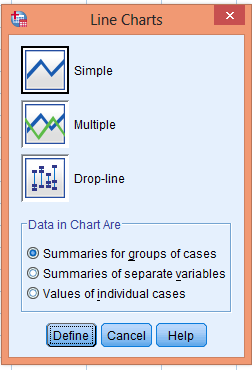 Line Charts
Simple
Multiple
Drop-line
Data in Chart Are
Summaries for groups of cases
Summaries of separate variables
Values of individual cases
Define Cancel Help